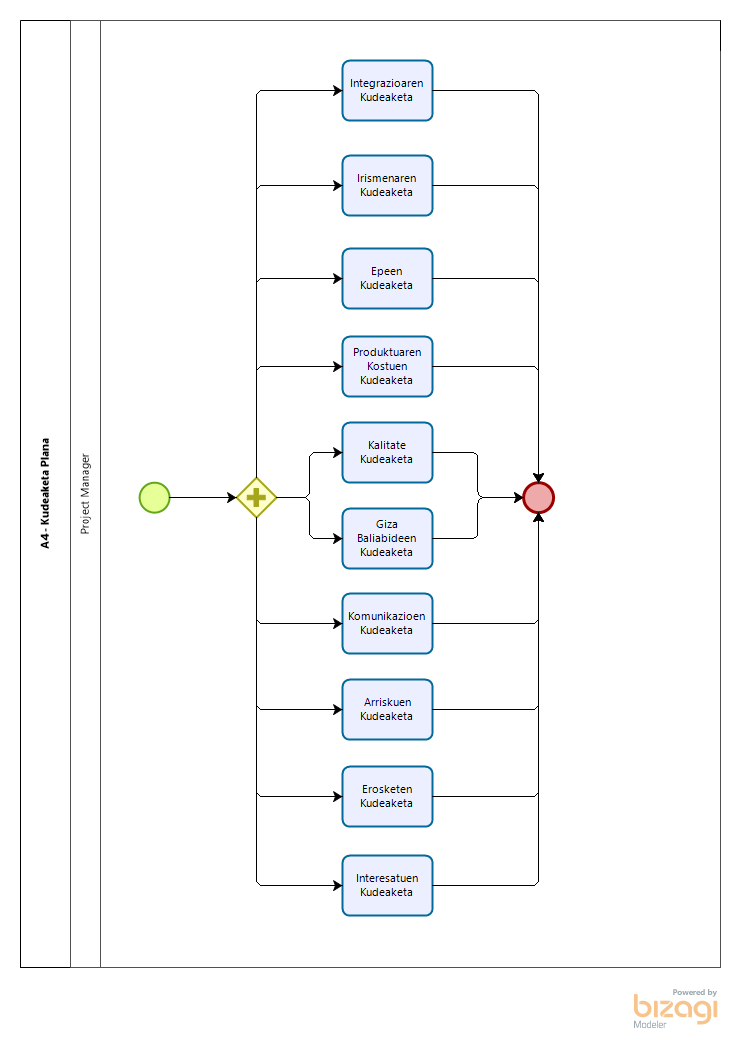 A4 - Kudeaketa Plana
Project Manager
Integrazioaren
Kudeaketa
Irismenaren
Kudeaketa
Epeen
Kudeaketa
Produktuaren
Kostuen
Kudeaketa
Kalitate
Kudeaketa
Giza
Baliabideen
Kudeaketa
Komunikazioen
Kudeaketa
Arriskuen
Kudeaketa
Erosketen
Kudeaketa
Interesatuen
Kudeaketa
Powered by
bizagi
Modeler